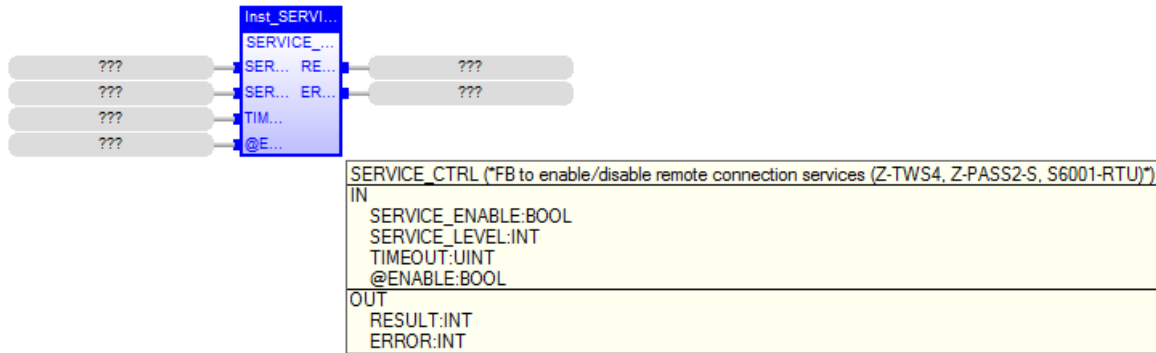 Inst_SERVI...
SERVICE_...
??? SER... RE... ???
??? SER... ER... ???
??? TIM...
??? @E...
SERVICE_CTRL (*FB to enable/disable remote connection services (Z-TWS4, Z-PASS2-S, S6001-RTU)*)
IN
SERVICE_ENABLE:BOOL
SERVICE_LEVEL:INT
TIMEOUT:UINT
@ENABLE:BOOL
OUT
RESULT:INT
ERROR:INT